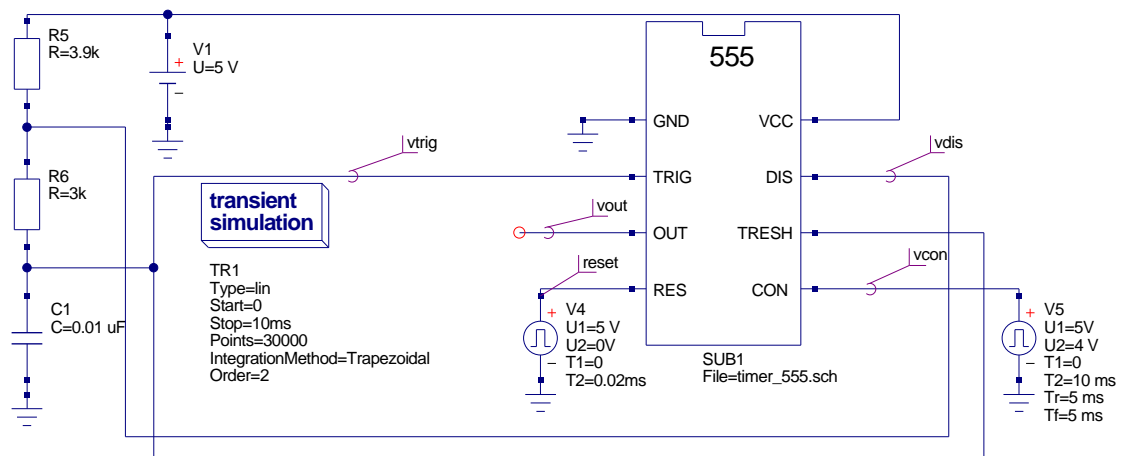 R5
R=3.9k
V1
U=5 V
+
−
555
GND
VCC
vtrig
vdis
R6
R=3k
TRIG
DIS
transient
simulation
vout
OUT
TRESH
reset
vcon
TR1
Type=lin
Start=0
Stop=10ms
Points=30000
IntegrationMethod=Trapezoidal
Order=2
RES
CON
C1
C=0.01 uF
+
−
V4
U1=5 V
U2=0V
T1=0
T2=0.02ms
SUB1
File=timer_555.sch
+
−
V5
U1=5V
U2=4 V
T1=0
T2=10 ms
Tr=5 ms
Tf=5 ms